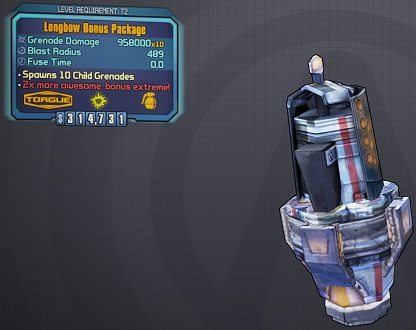 LEVEL REQUIREMENT: 72
Longbow Bonus Package
Grenade Damage 958000x10
Blast Radius 489
Fuse Time 0.0
• Spawns 10 Child Grenades
• 2x more awesome, bonus extreme!
TORGUE
$314,731